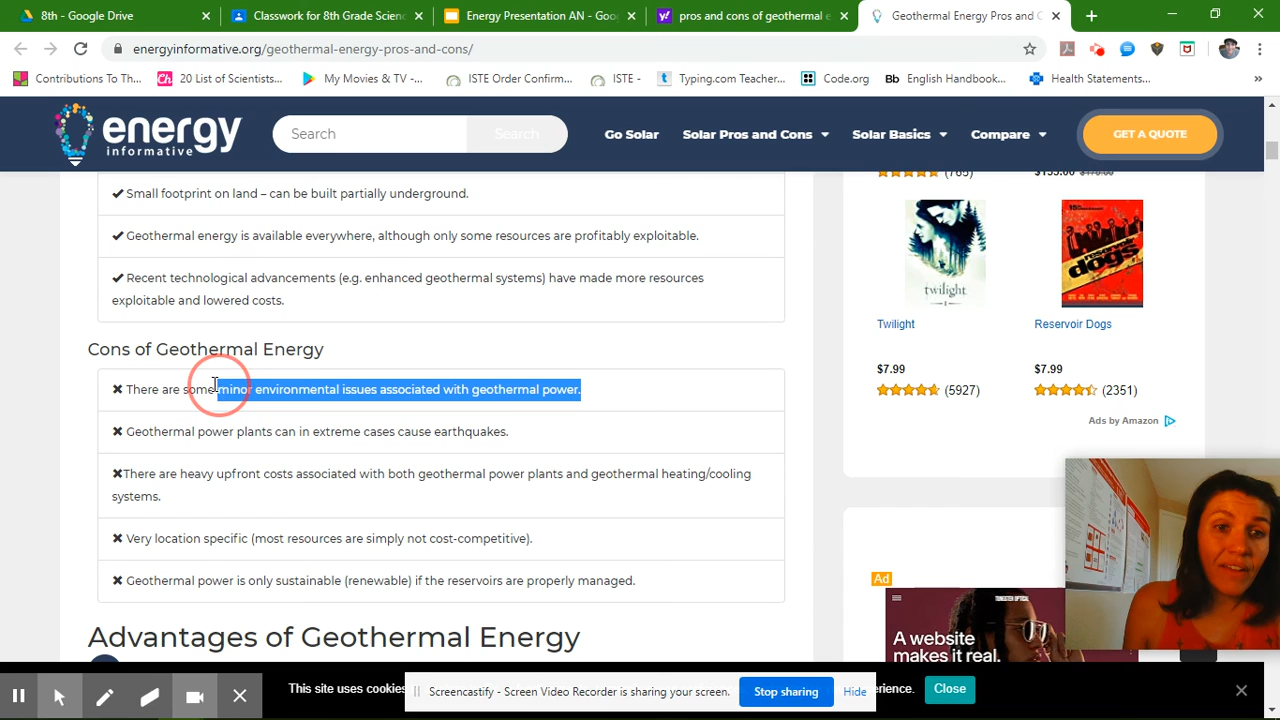 8th - Google Drive
Classwork for 8th Grade Scienc
Energy Presentation AN - Goog
pros and cons of geothermal e
Geothermal Energy Pros and C
energyinformative.org/geothermal-energy-pros-and-cons/
Contributions To Th...
20 List of Scientists...
My Movies & TV -...
ISTE Order Confirm...
ISTE -
Typing.com Teacher...
Code.org
Bb English Handbook...
Health Statements...
energy
informative
Search
Search
Go Solar
Solar Pros and Cons
Solar Basics
Compare
GET A QUOTE
✔ Small footprint on land – can be built partially underground.
✔ Geothermal energy is available everywhere, although only some resources are profitably exploitable.
✔ Recent technological advancements (e.g. enhanced geothermal systems) have made more resources
exploitable and lowered costs.
Cons of Geothermal Energy
✖ There are some minor environmental issues associated with geothermal power.
✖ Geothermal power plants can in extreme cases cause earthquakes.
✖There are heavy upfront costs associated with both geothermal power plants and geothermal heating/cooling
systems.
✖ Very location specific (most resources are simply not cost-competitive).
✖ Geothermal power is only sustainable (renewable) if the reservoirs are properly managed.
Advantages of Geothermal Energy
(765)
twilight
dogs
Twilight
Reservoir Dogs
$7.99
$7.99
(5927)
(2351)
Ads by Amazon
Ad
A website
makes it real.
This site uses cookies
erience.
Close
Screencastify - Screen Video Recorder is sharing your screen.
Stop sharing
Hide